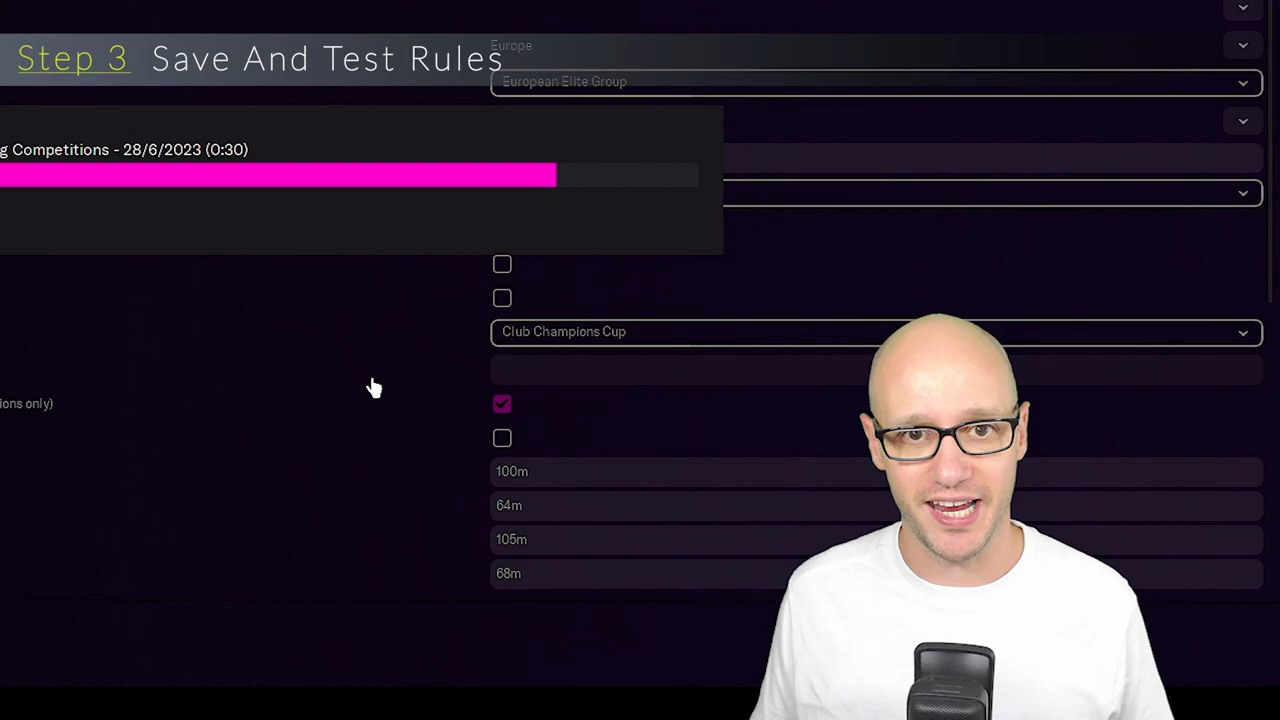 Step 3 Save And Test Rules
Europe
European Elite Group
g Competitions - 28/6/2023 (0:30)
Club Champions Cup
ions only)
100m
64m
105m
68m